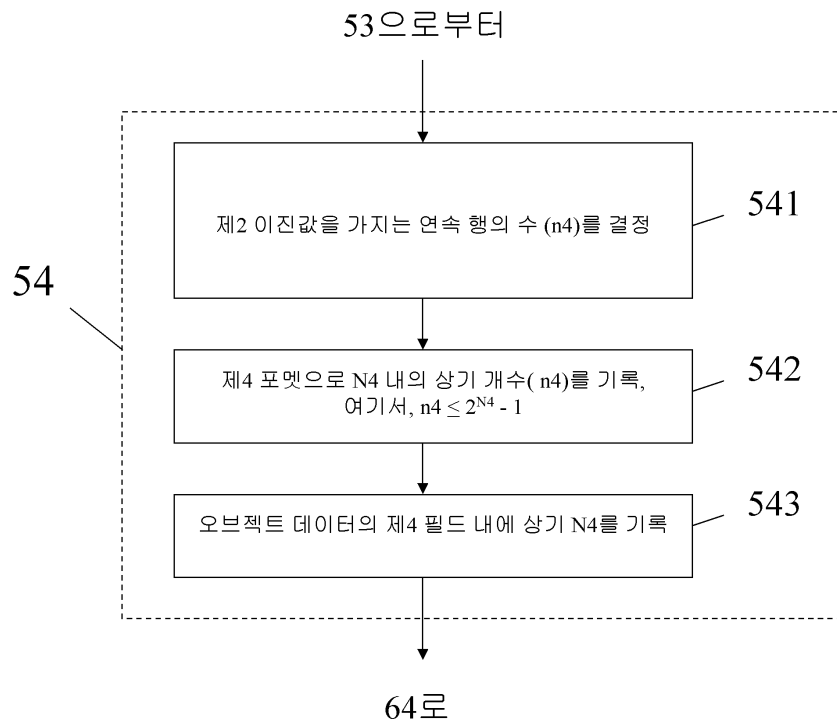 53으로부터
제2 이진값을 가지는 연속 행의 수 (n4)를 결정
541
54
제4 포멧으로 N4 내의 상기 개수( n4)를 기록,
여기서, n4 ≤ 2^N4 - 1
542
오브젝트 데이터의 제4 필드 내에 상기 N4를 기록
543
64로